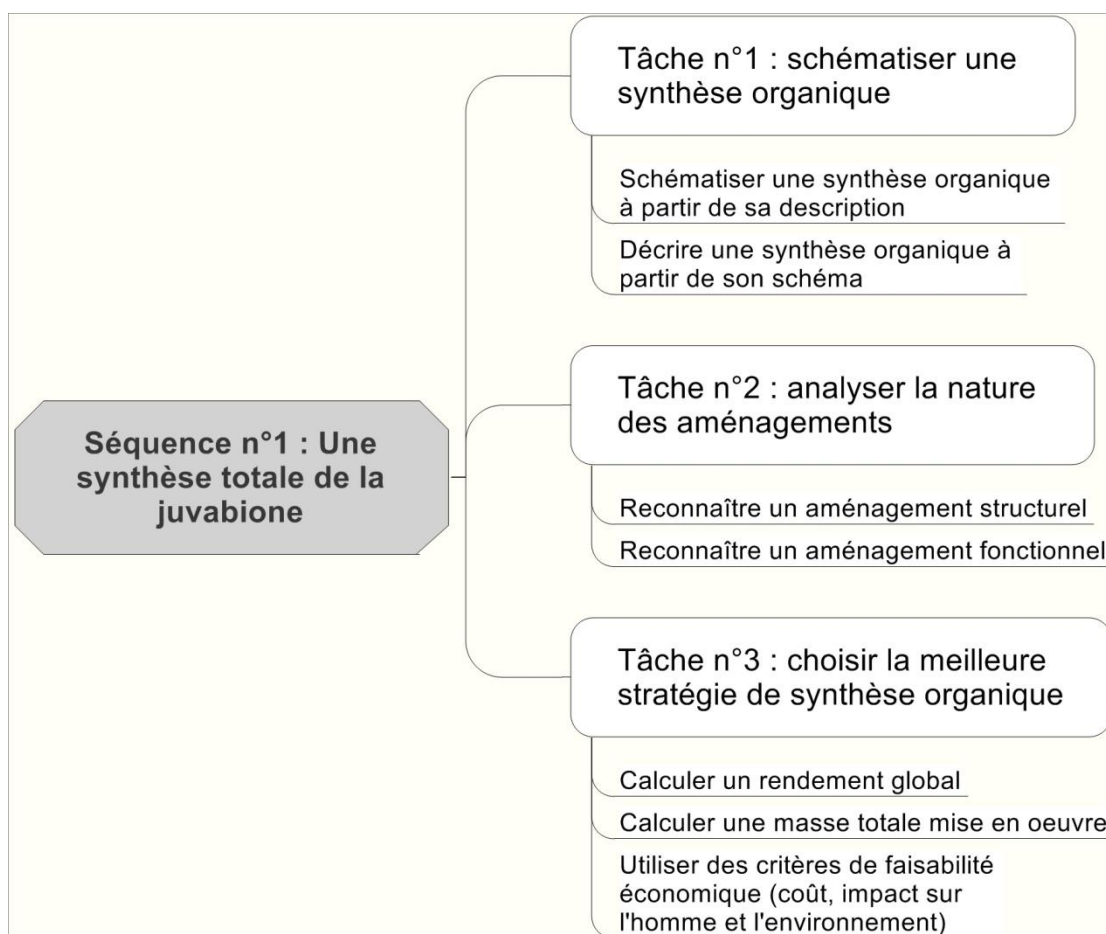 Séquence n°1 : Une
synthèse totale de la
juvabione
Tâche n°1 : schématiser une
synthèse organique
Schématiser une synthèse organique
à partir de sa description
Décrire une synthèse organique à
partir de son schéma
Tâche n°2 : analyser la nature
des aménagements
Reconnaître un aménagement structurel
Reconnaître un aménagement fonctionnel
Tâche n°3 : choisir la meilleure
stratégie de synthèse organique
Calculer un rendement global
Calculer une masse totale mise en oeuvre
Utiliser des critères de faisabilité
économique (coût, impact sur
l'homme et l'environnement)